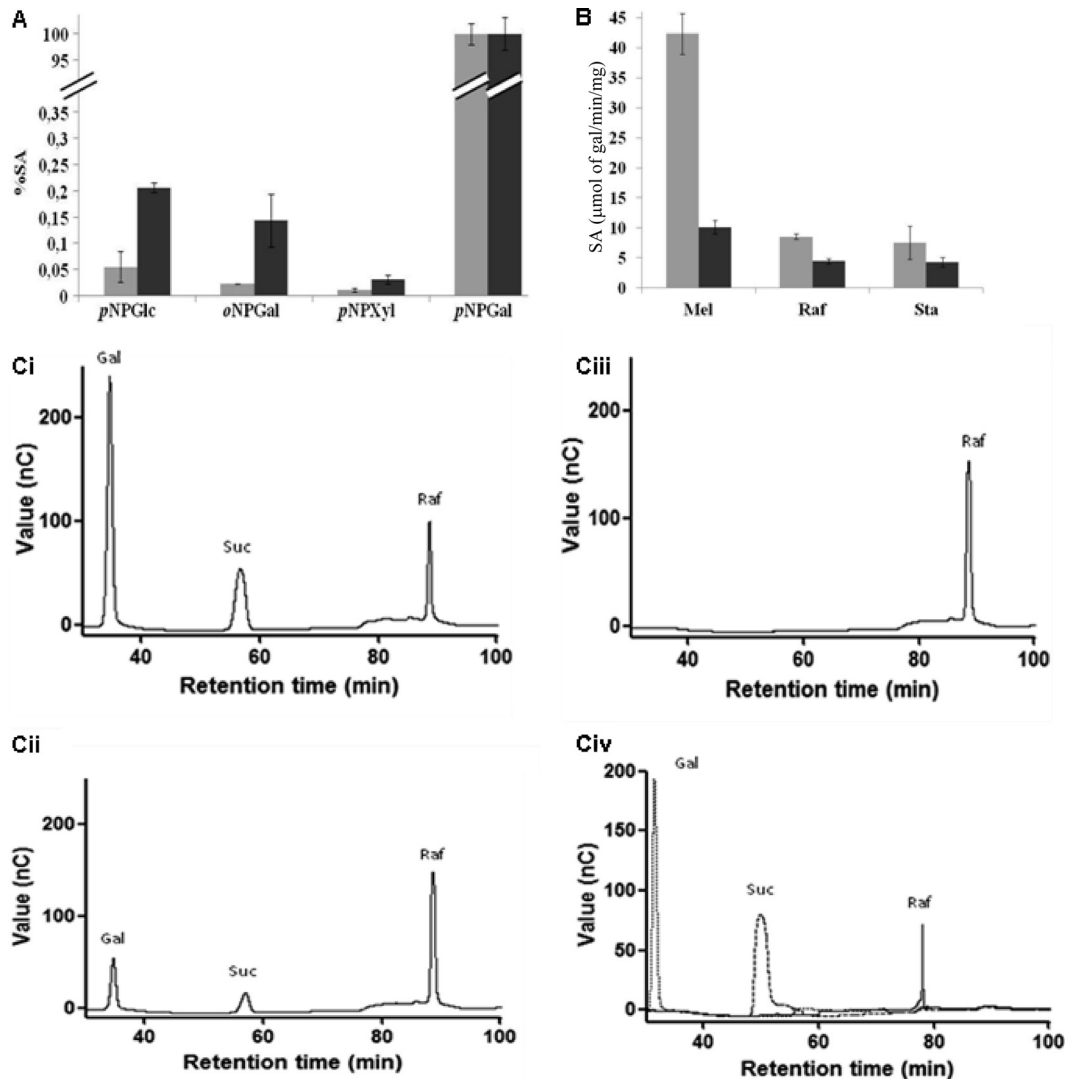 A
100
95
0,35
0,3
0,25
0,2
0,15
0,1
0,05
0
%SA
pNPGlc
oNPGal
pNPXyl
pNPGal
B
45
40
35
30
25
20
15
10
5
0
SA (µmol of gal/min/mg)
Mel
Raf
Sta
Ci
Gal
Suc
Raf
200
100
0
Value (nC)
40
60
80
100
Retention time (min)
Ciii
Raf
200
100
0
Value (nC)
40
60
80
100
Retention time (min)
Cii
Gal
Suc
Raf
200
100
0
Value (nC)
40
60
80
100
Retention time (min)
Civ
Gal
Suc
Raf
200
150
100
50
0
Value (nC)
40
60
80
100
Retention time (min)